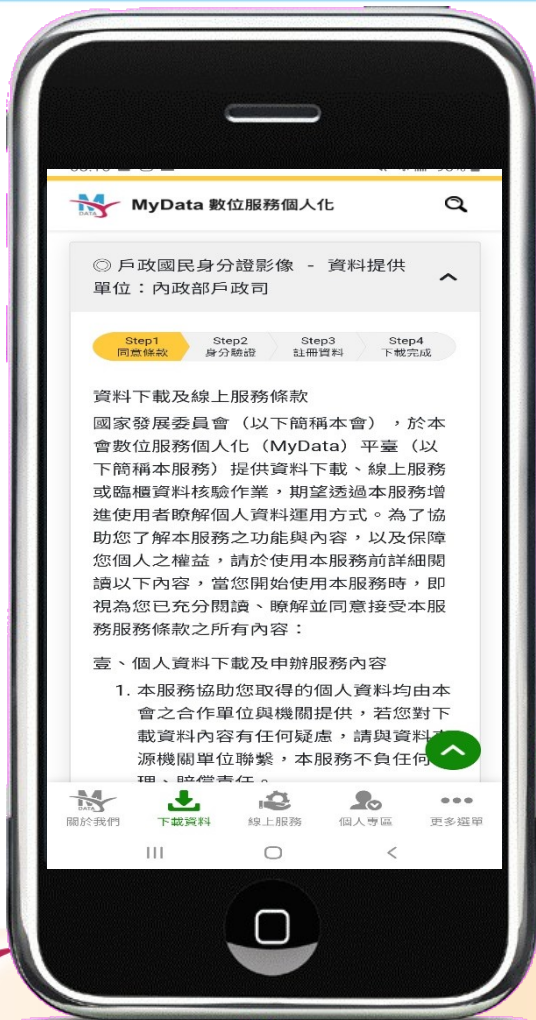 DATA
MyData 數位服務個人化
◎ 戶政國民身分證影像 - 資料提供
單位：內政部戶政司
Step1
同意條款
Step2
身分驗證
Step3
註冊資料
Step4
下載完成
資料下載及線上服務條款
國家發展委員會（以下簡稱本會），於本
會數位服務個人化（MyData）平臺（以
下簡稱本服務）提供資料下載、線上服務
或臨櫃資料核驗作業，期望透過本服務增
進使用者瞭解個人資料運用方式。為了協
助您了解本服務之功能與內容，以及保障
您個人之權益，請於使用本服務前詳細閱
讀以下內容，當您開始使用本服務時，即
視為您已充分閱讀、瞭解並同意接受本服
務服務條款之所有內容：
壹、個人資料下載及申辦服務內容
1. 本服務協助您取得的個人資料均由本
會之合作單位與機關提供，若您對下
載資料內容有任何疑慮，請與資料
源機關單位聯繫，本服務不負任何
理、賠償責任。
關於我們
下載資料
線上服務
個人專區
更多選單